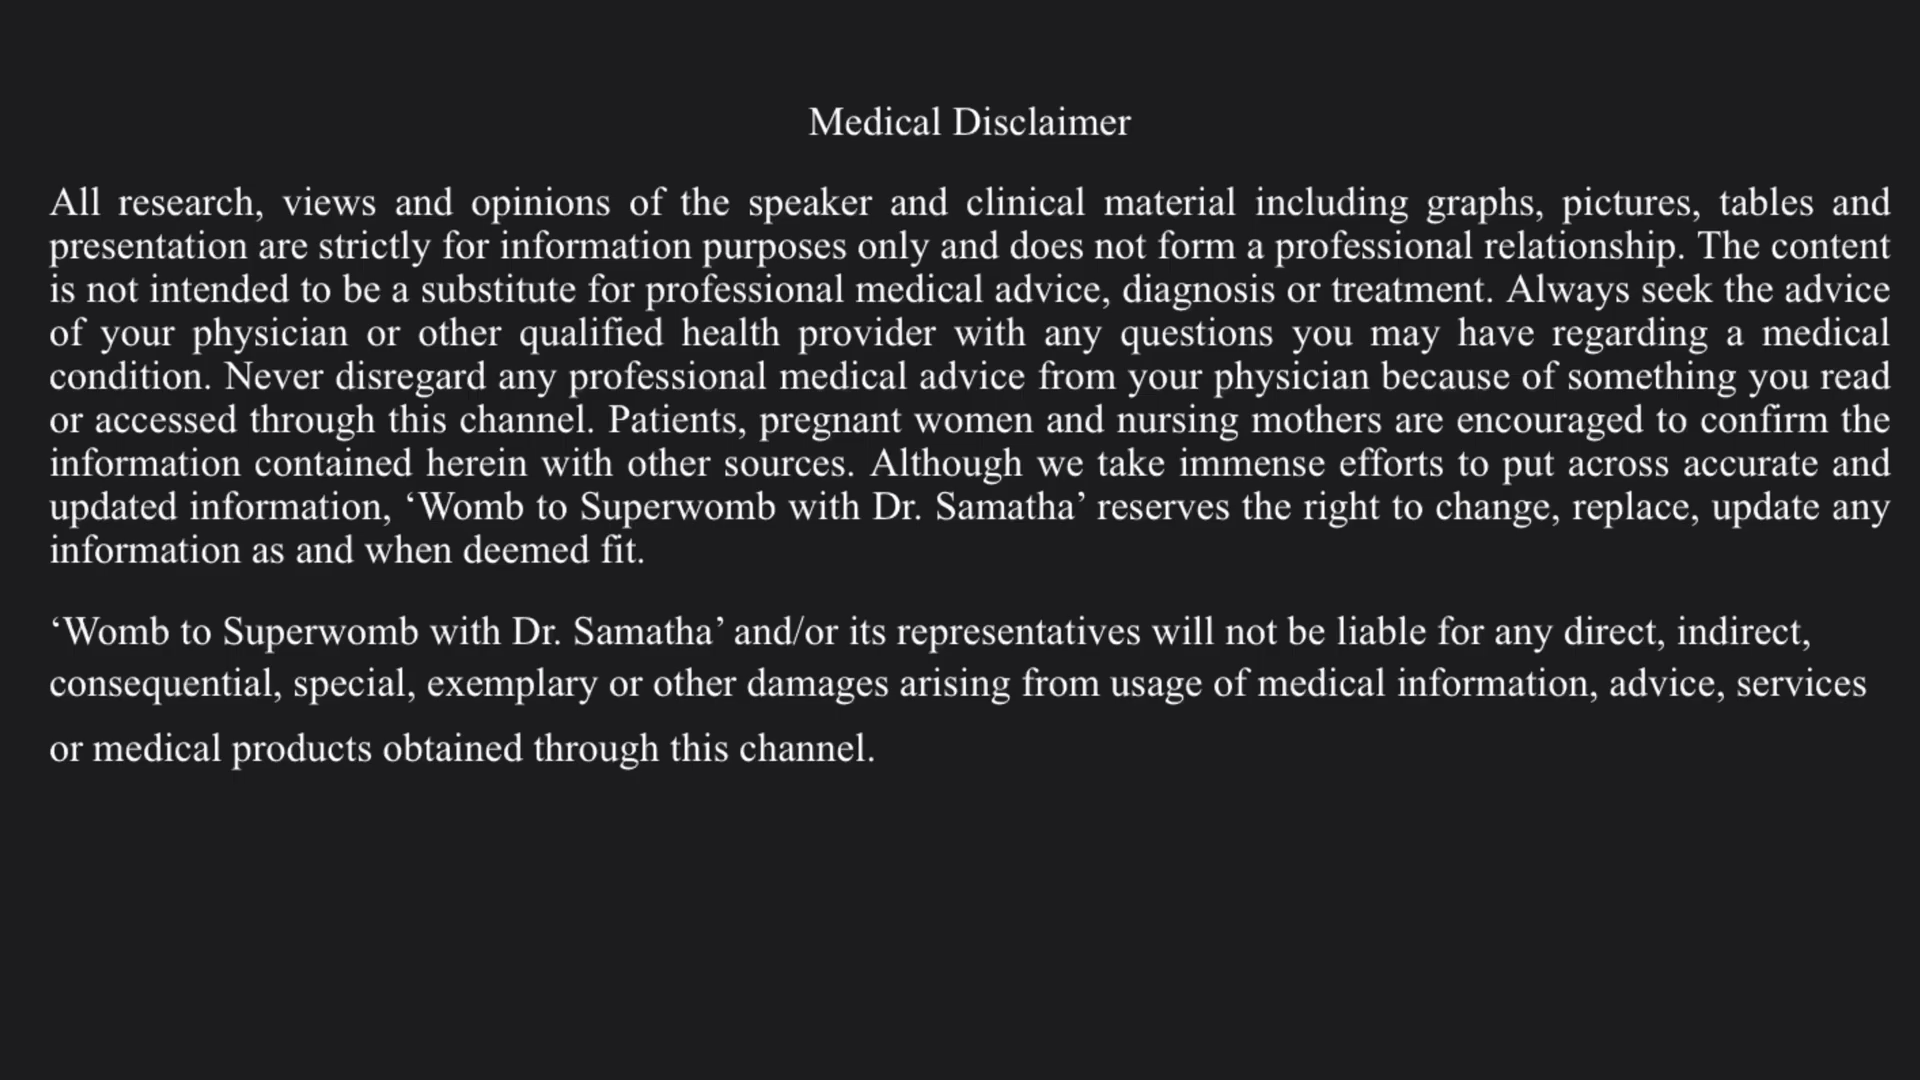 Medical Disclaimer
All research, views and opinions of the speaker and clinical material including graphs, pictures, tables and
presentation are strictly for information purposes only and does not form a professional relationship. The content
is not intended to be a substitute for professional medical advice, diagnosis or treatment. Always seek the advice
of your physician or other qualified health provider with any questions you may have regarding a medical
condition. Never disregard any professional medical advice from your physician because of something you read
or accessed through this channel. Patients, pregnant women and nursing mothers are encouraged to confirm the
information contained herein with other sources. Although we take immense efforts to put across accurate and
updated information, ‘Womb to Superwomb with Dr. Samatha’ reserves the right to change, replace, update any
information as and when deemed fit.
‘Womb to Superwomb with Dr. Samatha’ and/or its representatives will not be liable for any direct, indirect,
consequential, special, exemplary or other damages arising from usage of medical information, advice, services
or medical products obtained through this channel.